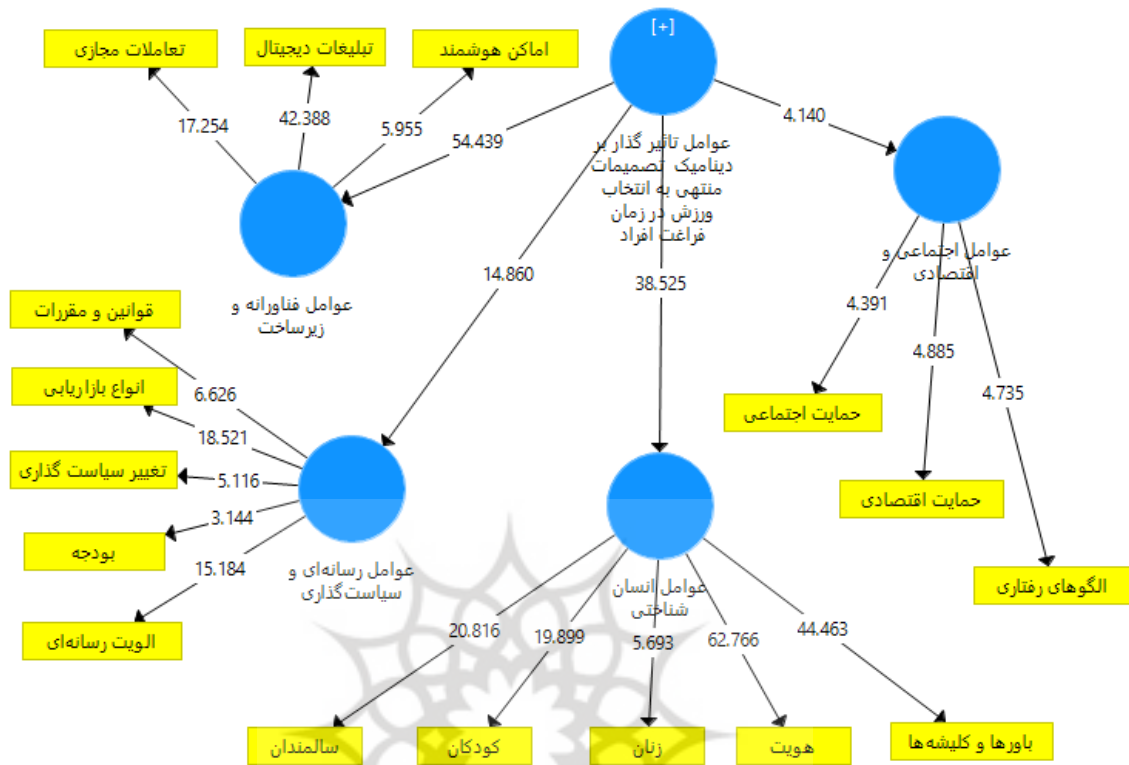 [+]
تعاملات مجازی
تبلیغات دیجیتال
اماکن هوشمند
17.254
42.388
5.955
54.439
4.140
عوامل تاثیر گذار بر
دینامیک تصمیمات
منتهی به انتخاب
ورزش در زمان
فراغت افراد
عوامل فناورانه و
زیرساخت
عوامل اجتماعی و
اقتصادی
14.860
38.525
4.391
4.885
4.735
حمایت اجتماعی
حمایت اقتصادی
الگوهای رفتاری
قوانین و مقررات
انواع بازاریابی
تغییر سیاست گذاری
بودجه
الویت رسانه‌ای
6.626
18.521
5.116
3.144
15.184
عوامل رسانه‌ای و
سیاست‌گذاری
عوامل انسان
شناختی
20.816
19.899
5.693
62.766
44.463
سالمندان
کودکان
زنان
هویت
باورها و کلیشه‌ها